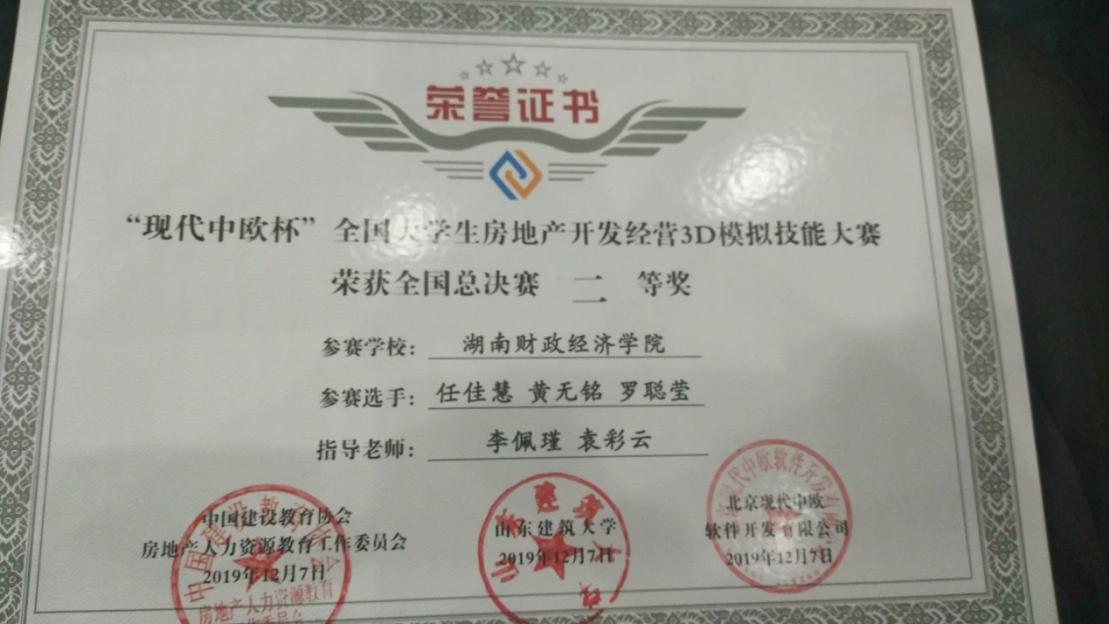 荣誉证书
“现代中欧杯”全国大学生房地产开发经营3D模拟技能大赛
荣获全国总决赛 二 等奖
参赛学校：湖南财政经济学院
参赛选手：任佳慧 黄无铭 罗聪莹
指导老师：李佩瑾 袁彩云
中国建设教育协会
房地产人力资源教育工作委员会
2019年12月7日
山东建筑大学
2019年12月7日
北京现代中欧
软件开发有限公司
2019年12月7日